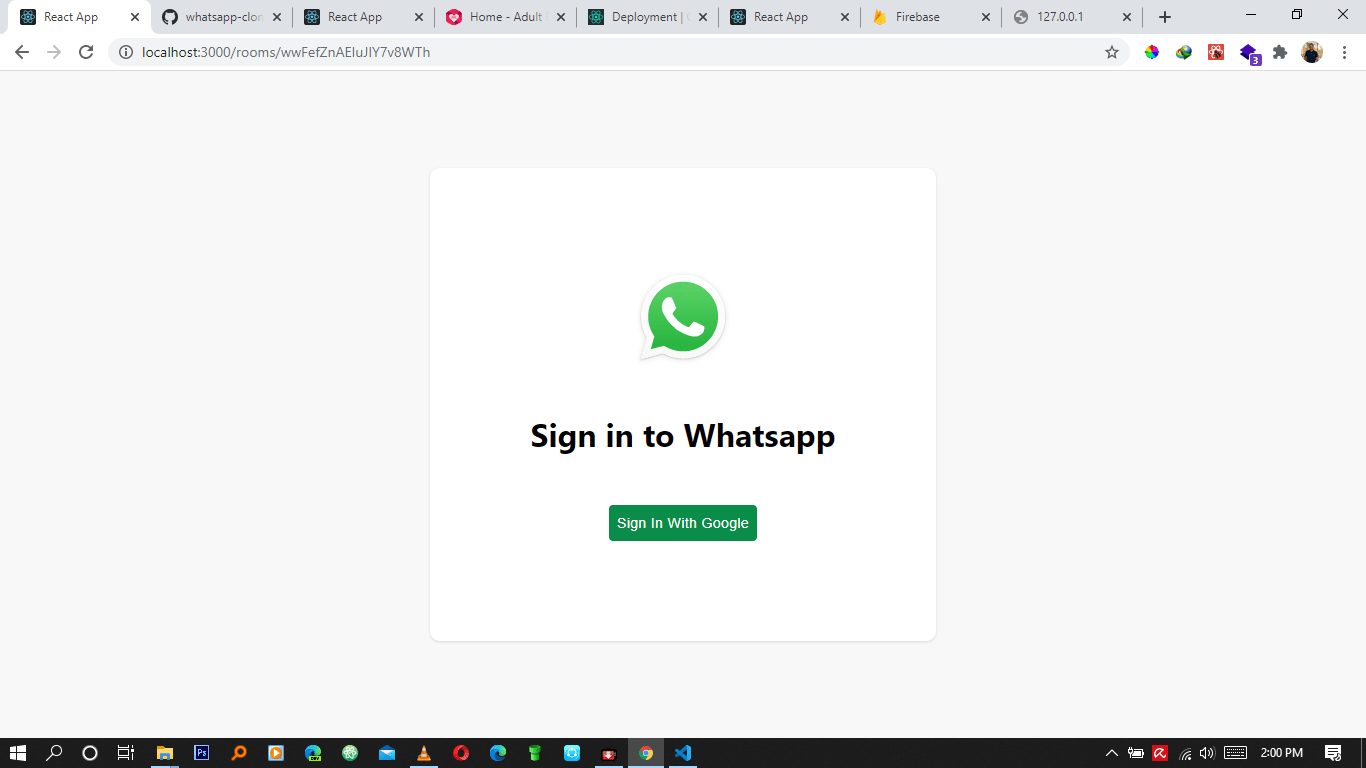 React App
whatsapp-clon
React App
Home - Adult
Deployment | C
React App
Firebase
127.0.0.1
localhost:3000/rooms/
3
Sign in to Whatsapp
Sign In With Google
Ps
DEV
2:00 PM